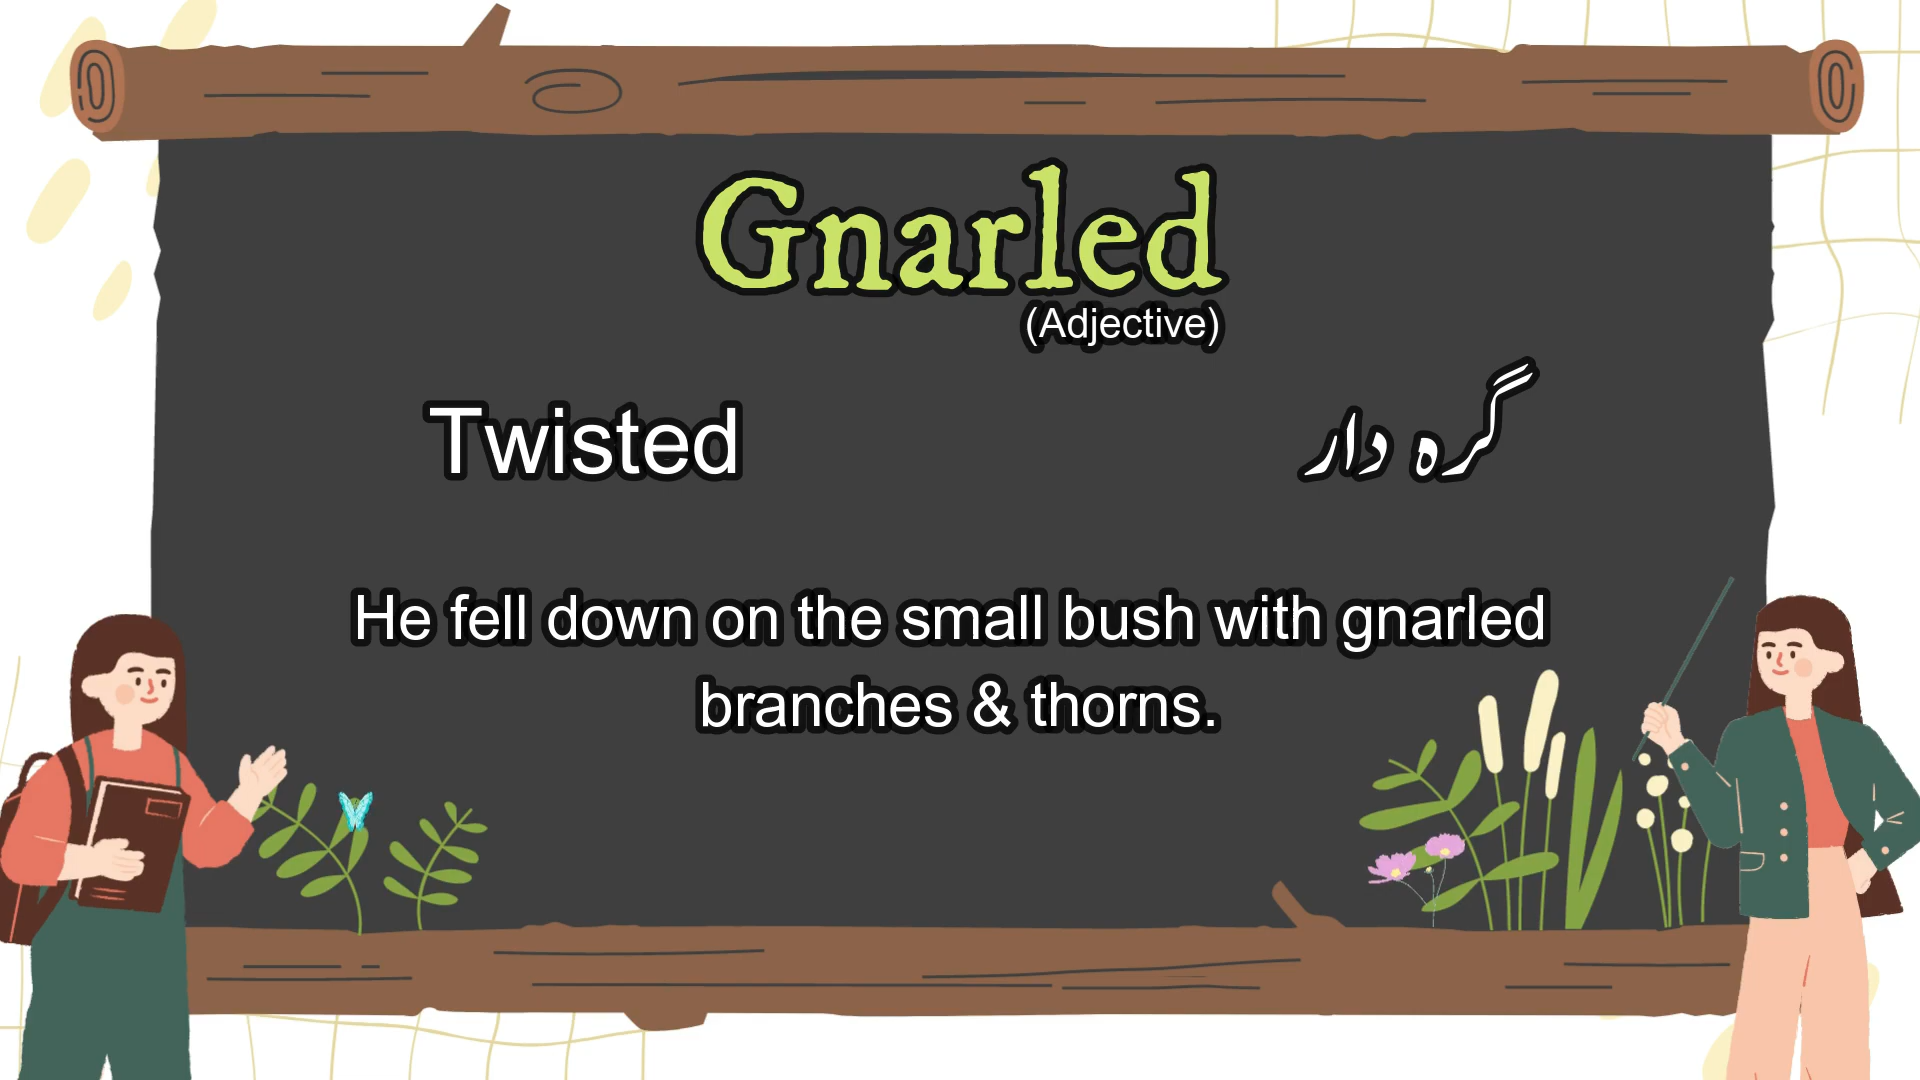 Gnarled
(Adjective)
Twisted
گرہ دار
He fell down on the small bush with gnarled
branches & thorns.